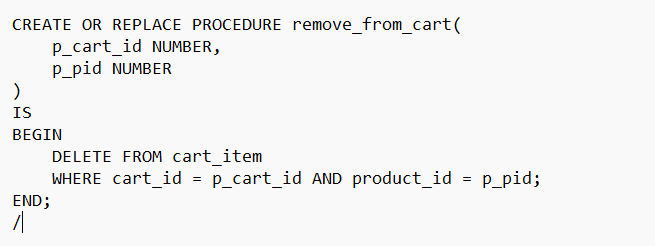 CREATE OR REPLACE PROCEDURE remove_from_cart(
    p_cart_id NUMBER,
    p_pid NUMBER
)
IS
BEGIN
    DELETE FROM cart_item
    WHERE cart_id = p_cart_id AND product_id = p_pid;
END;
/